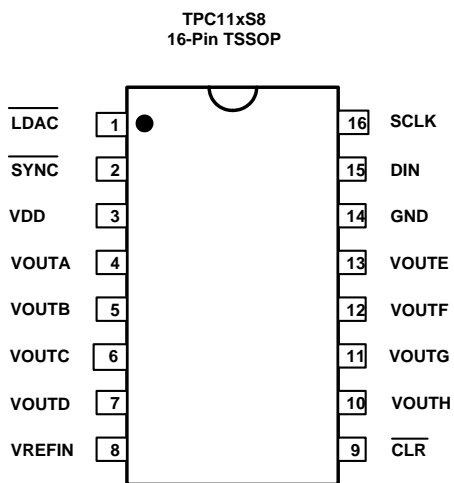 TPC11xS8
16-Pin TSSOP
LDAC 1 16 SCLK
SYNC 2 15 DIN
VDD 3 14 GND
VOUTA 4 13 VOUTE
VOUTB 5 12 VOUTF
VOUTC 6 11 VOUTG
VOUTD 7 10 VOUTH
VREFIN 8 9 CLR